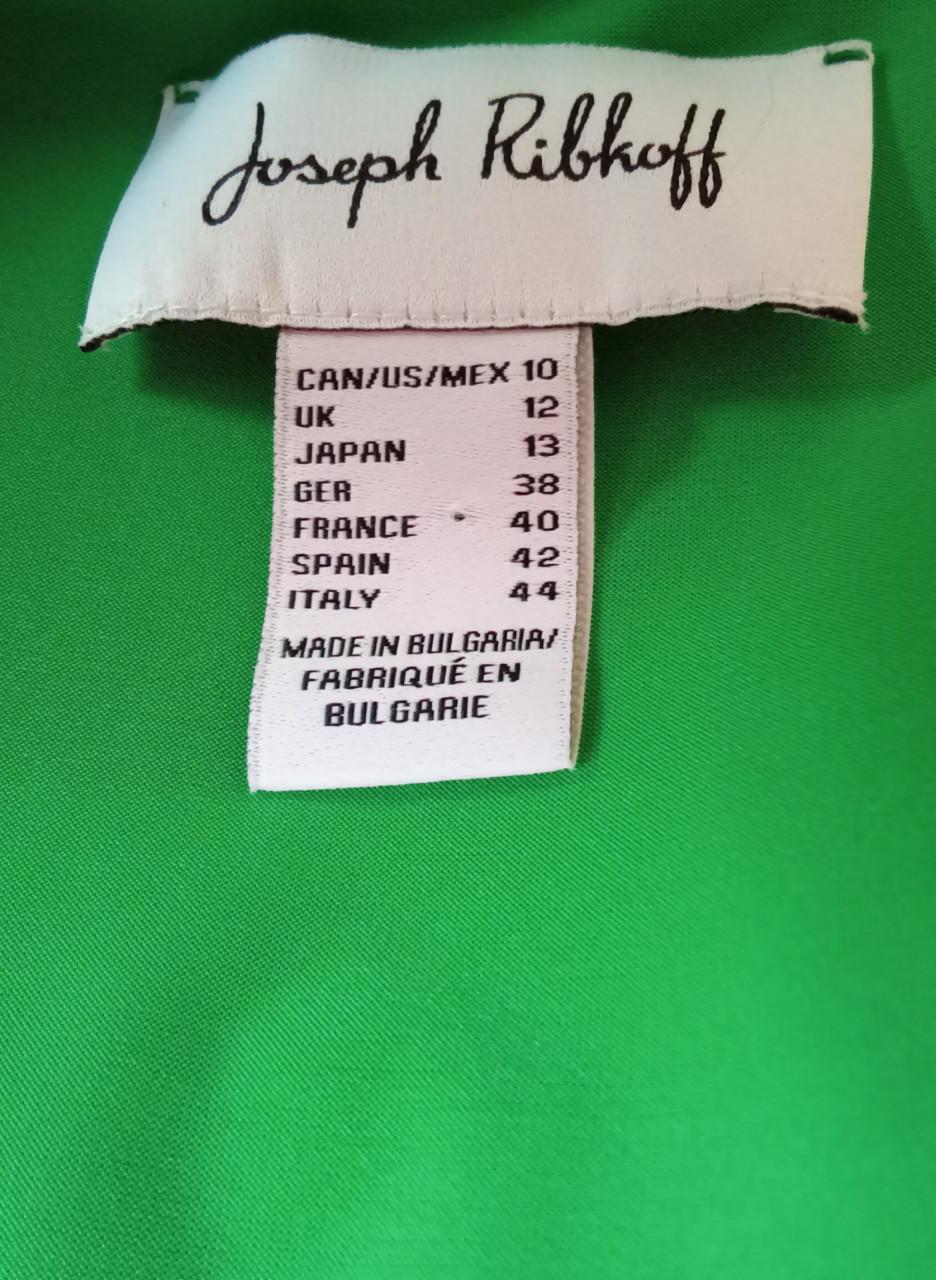 Joseph Ribkoff
CAN/US/MEX 10
UK 12
JAPAN 13
GER 38
FRANCE 40
SPAIN 42
ITALY 44
MADE IN BULGARIA/
FABRIQUÉ EN
BULGARIE